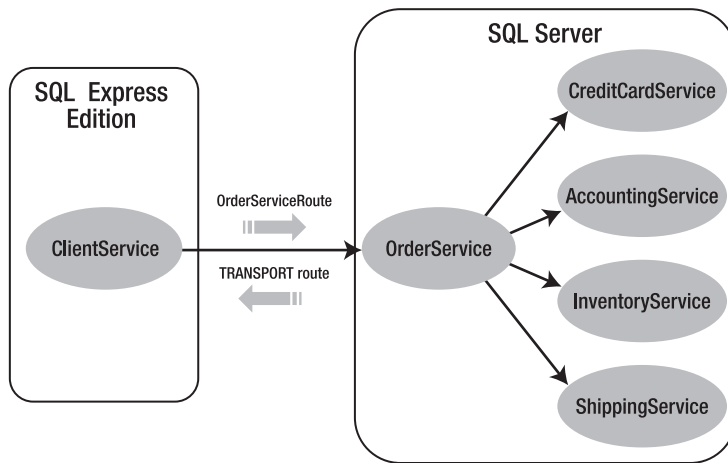 SQL Express
Edition
ClientService
OrderServiceRoute
TRANSPORT route
SQL Server
OrderService
CreditCardService
AccountingService
InventoryService
ShippingService